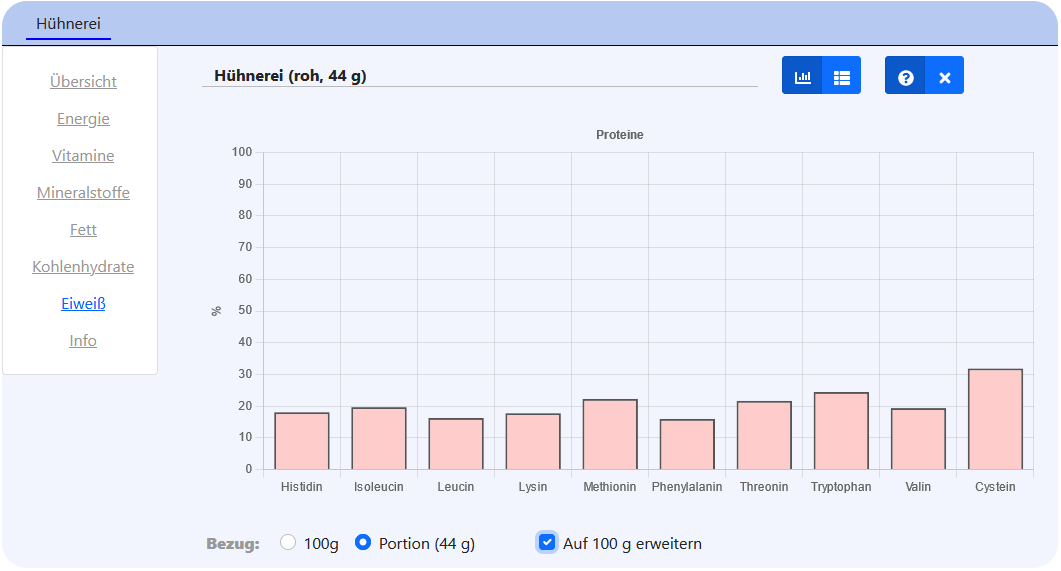 Hühnerei
Übersicht
Energie
Vitamine
Mineralstoffe
Fett
Kohlenhydrate
Eiweiß
Info
Hühnerei (roh, 44 g)
Proteine
%
100
90
80
70
60
50
40
30
20
10
0
Histidin Isoleucin Leucin Lysin Methionin Phenylalanin Threonin Tryptophan Valin Cystein
Bezug: 100g Portion (44 g) Auf 100 g erweitern